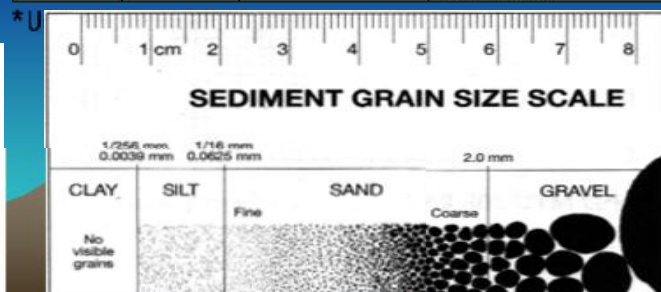 *U
0 1 cm 2 3 4 5 6 7 8
SEDIMENT GRAIN SIZE SCALE
1/256 mm. 1/16 mm
0.0039 mm 0.0625 mm 2.0 mm
CLAY SILT SAND GRAVEL
Fine Coarse
No
visible
grains